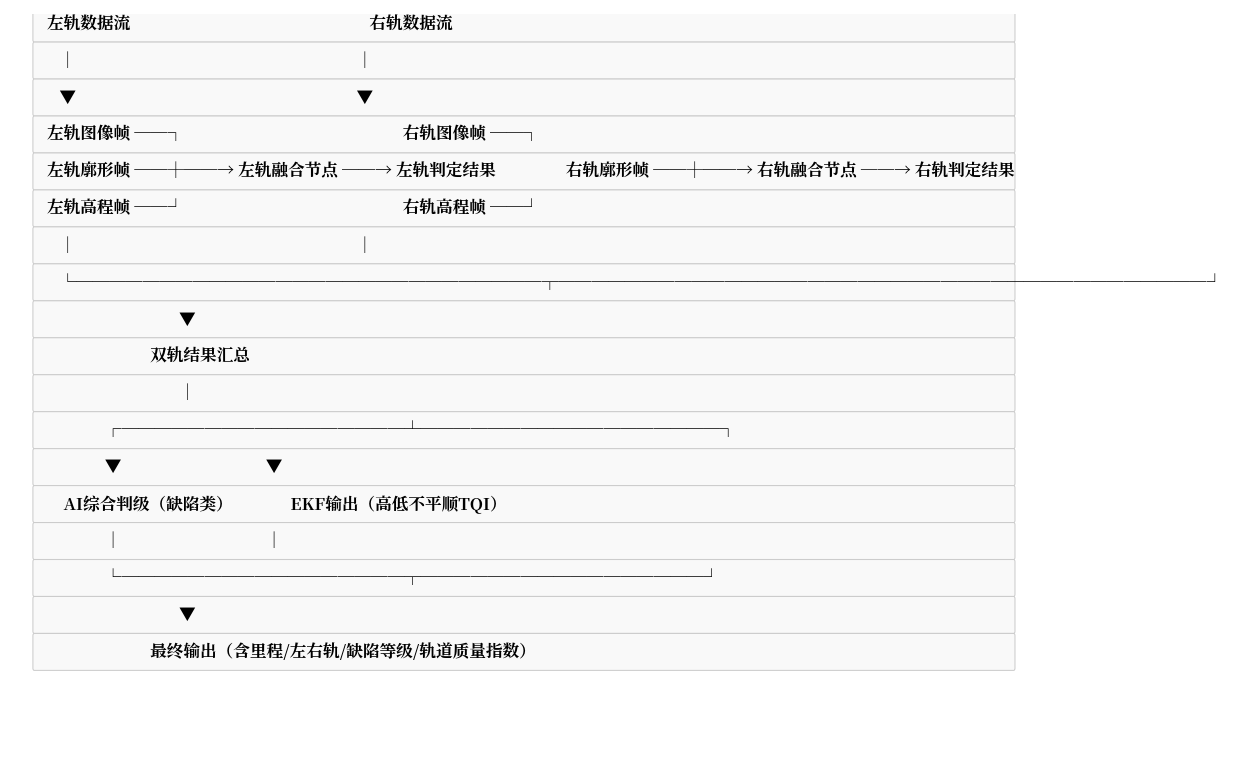 左轨数据流 右轨数据流
│ │
▼ ▼
左轨图像帧 ──┐ 右轨图像帧 ──┐
左轨廓形帧 ──┼──→ 左轨融合节点 ──→ 左轨判定结果 右轨廓形帧 ──┼──→ 右轨融合节点 ──→ 右轨判定结果
左轨高程帧 ──┘ 右轨高程帧 ──┘
│ │
└─────────────────────────────┬────────────────────────────────────────┘
▼
双轨结果汇总
│
┌──────────────────┴───────────────────┐
▼ ▼
AI综合判级（缺陷类） EKF输出（高低不平顺TQI）
│ │
└──────────────────┬──────────────────┘
▼
最终输出（含里程/左右轨/缺陷等级/轨道质量指数）